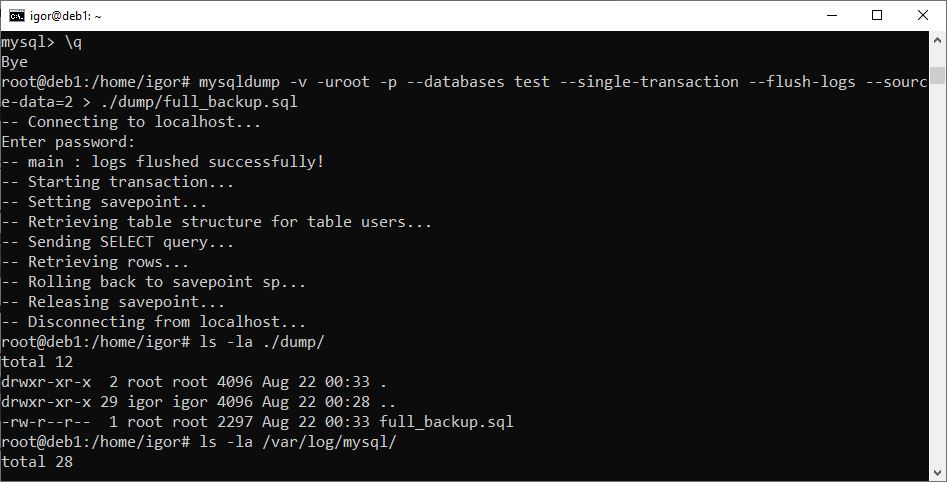 igor@deb1: ~
mysql> \q
Bye
root@deb1:/home/igor# mysqldump -v -uroot -p --databases test --single-transaction --flush-logs --sourc
e-data=2 > ./dump/full_backup.sql
-- Connecting to localhost...
Enter password:
-- main : logs flushed successfully!
-- Starting transaction...
-- Setting savepoint...
-- Retrieving table structure for table users...
-- Sending SELECT query...
-- Retrieving rows...
-- Rolling back to savepoint sp...
-- Releasing savepoint...
-- Disconnecting from localhost...
root@deb1:/home/igor# ls -la ./dump/
total 12
drwxr-xr-x  2 root root 4096 Aug 22 00:33 .
drwxr-xr-x 29 igor igor 4096 Aug 22 00:28 ..
-rw-r--r--  1 root root 2297 Aug 22 00:33 full_backup.sql
root@deb1:/home/igor# ls -la /var/log/mysql/
total 28